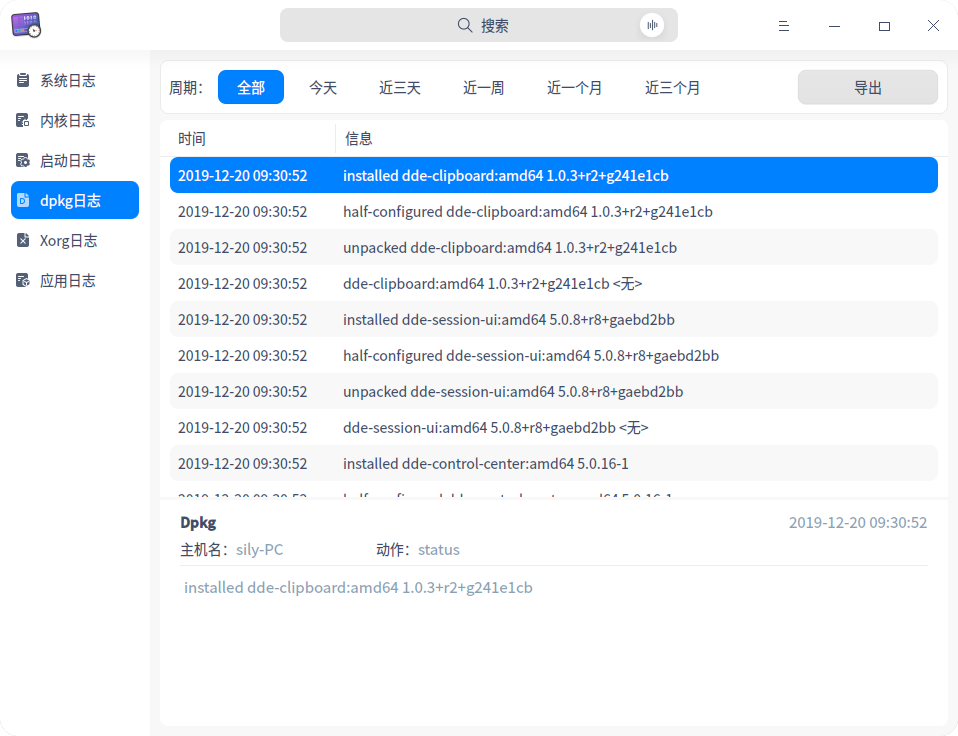 搜索
系统日志
内核日志
启动日志
dpkg日志
Xorg日志
应用日志
周期： 全部 今天 近三天 近一周 近一个月 近三个月 导出
时间 信息
2019-12-20 09:30:52 installed dde-clipboard:amd64 1.0.3+r2+g241e1cb
2019-12-20 09:30:52 half-configured dde-clipboard:amd64 1.0.3+r2+g241e1cb
2019-12-20 09:30:52 unpacked dde-clipboard:amd64 1.0.3+r2+g241e1cb
2019-12-20 09:30:52 dde-clipboard:amd64 1.0.3+r2+g241e1cb <无>
2019-12-20 09:30:52 installed dde-session-ui:amd64 5.0.8+r8+gaebd2bb
2019-12-20 09:30:52 half-configured dde-session-ui:amd64 5.0.8+r8+gaebd2bb
2019-12-20 09:30:52 unpacked dde-session-ui:amd64 5.0.8+r8+gaebd2bb
2019-12-20 09:30:52 dde-session-ui:amd64 5.0.8+r8+gaebd2bb <无>
2019-12-20 09:30:52 installed dde-control-center:amd64 5.0.16-1
Dpkg 2019-12-20 09:30:52
主机名： sily-PC 动作： status
installed dde-clipboard:amd64 1.0.3+r2+g241e1cb